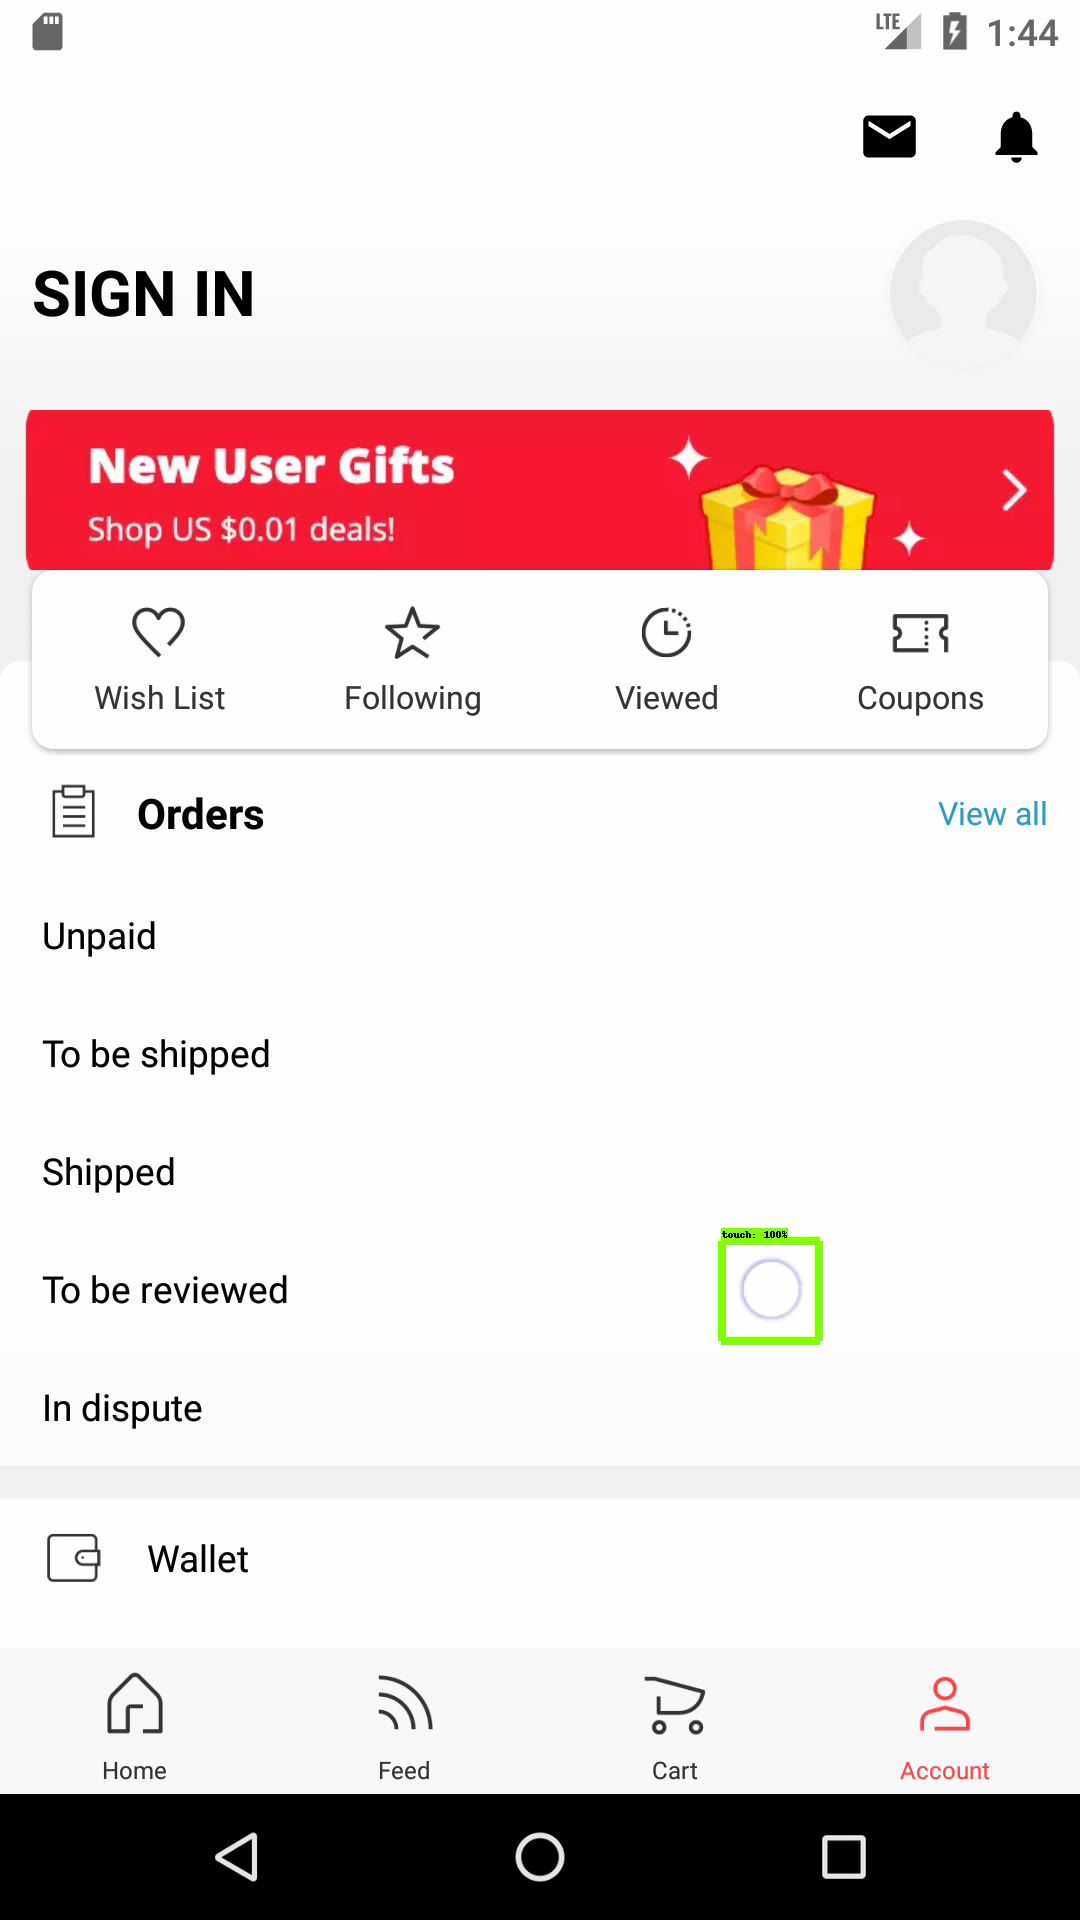 LTE 1:44
SIGN IN
New User Gifts
Shop US $0.01 deals!
Wish List Following Viewed Coupons
Orders View all
Unpaid
To be shipped
Shipped
touch: 100%
To be reviewed
In dispute
Wallet
Home Feed Cart Account